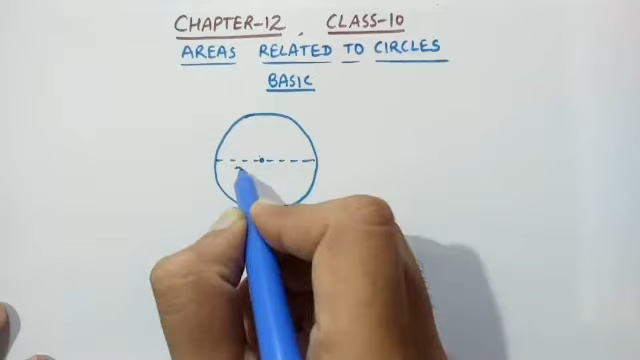 CHAPTER-12, CLASS-10
AREAS RELATED TO CIRCLES
BASIC